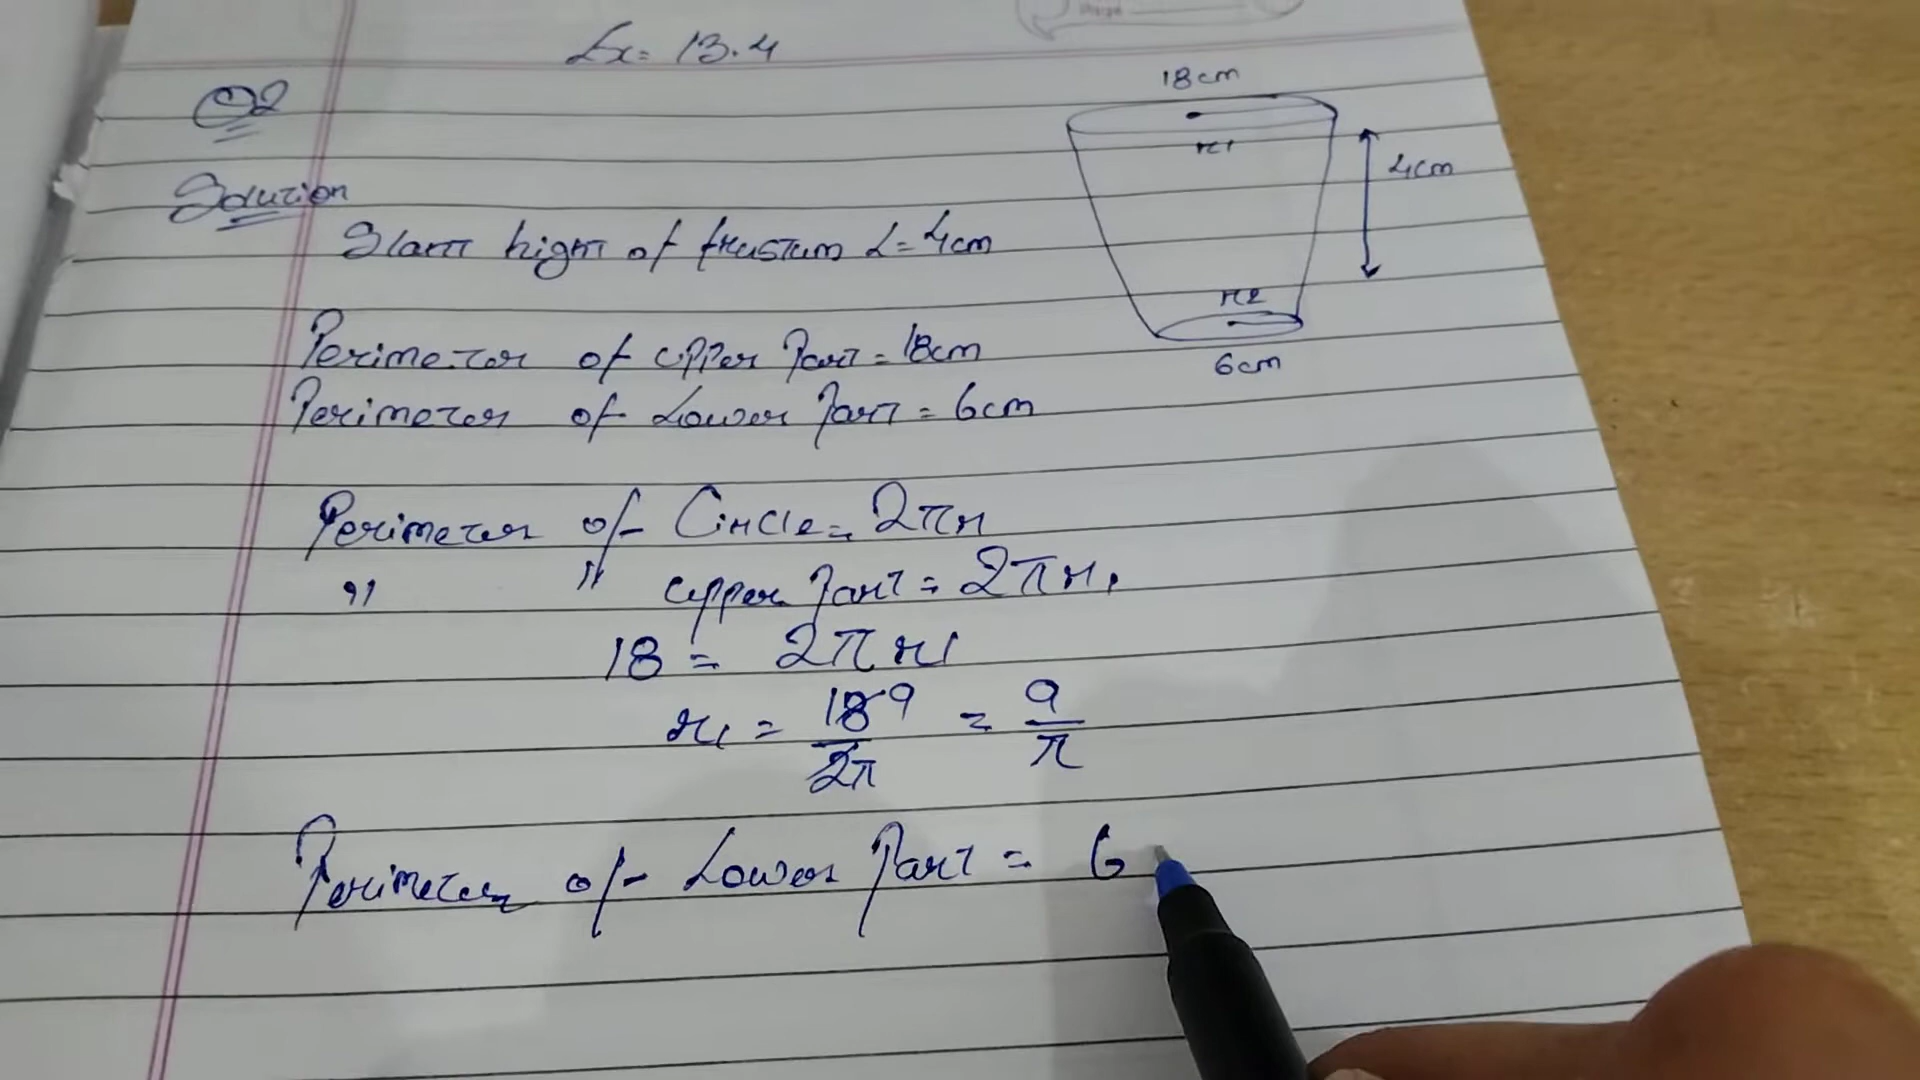 Ex= 13.4
Q2
18cm
r1
4cm
Solution
Slant hight of frustum L= 4cm
r2
6cm
Perimeter of upper Part = 18cm
Perimeter of Lower Part = 6cm
Perimeter of Circle = 2πr
" " upper Part = 2πr1
18 = 2πr1
r1 = 18 9 / 2π = 9/π
Perimeter of Lower Part = 6